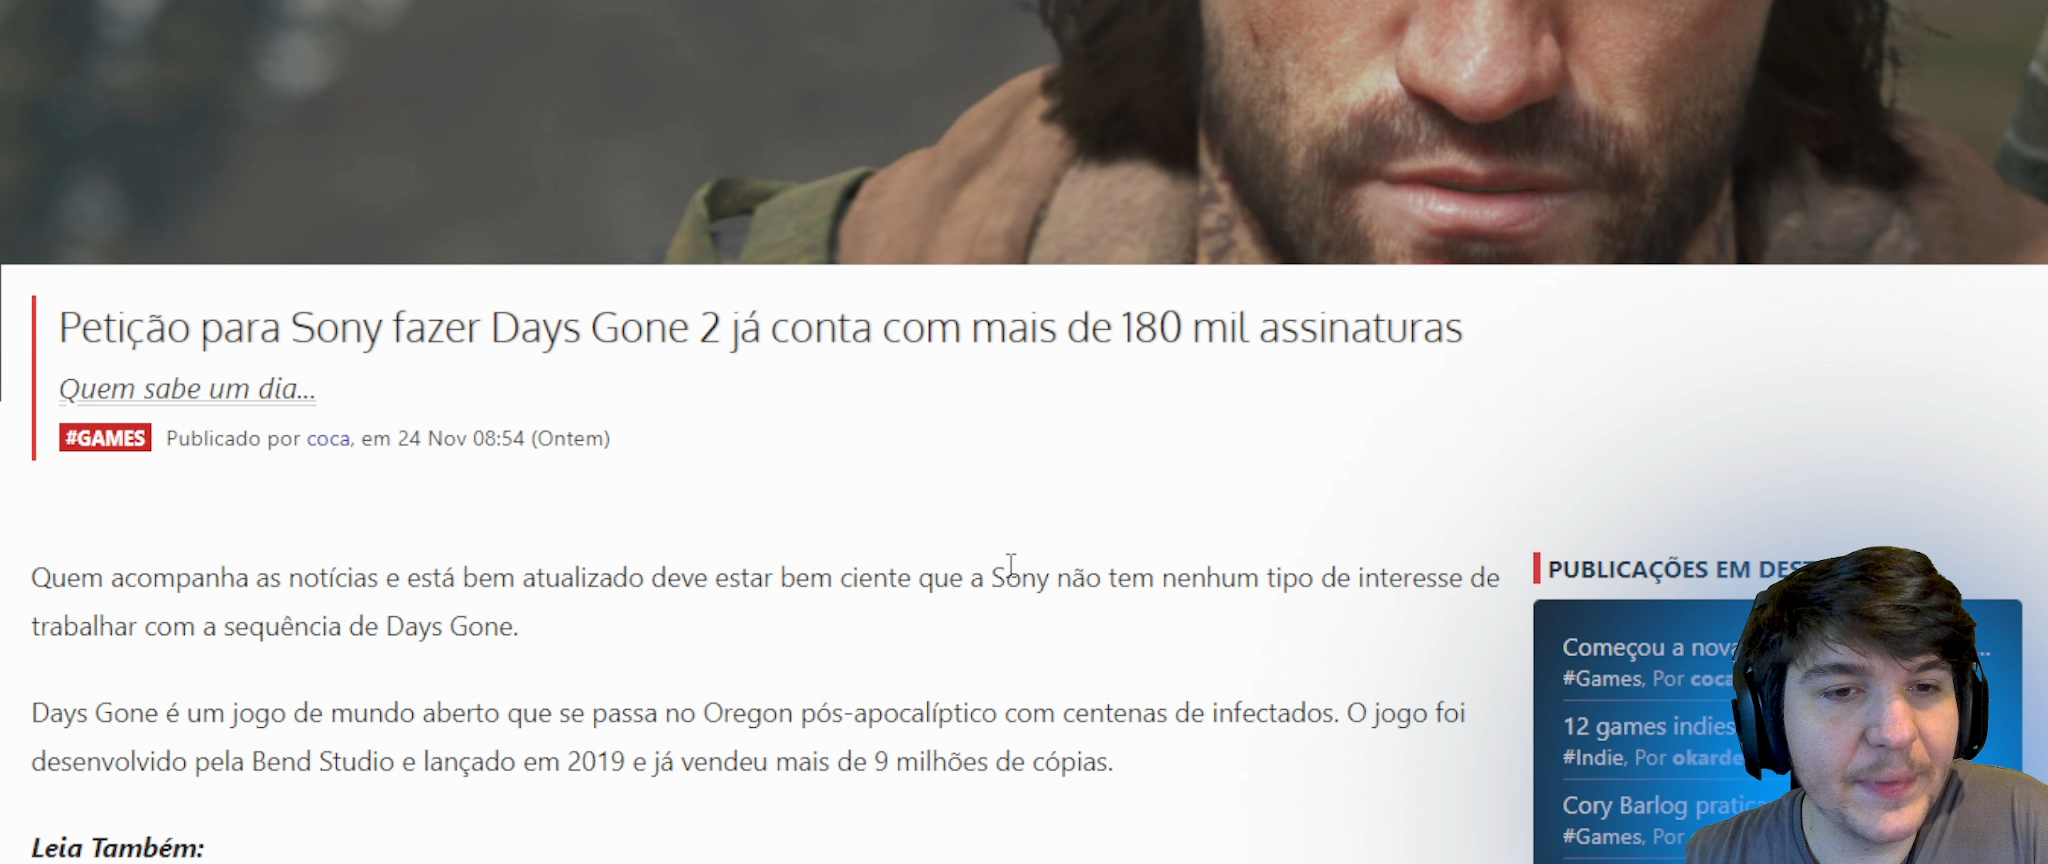 Petição para Sony fazer Days Gone 2 já conta com mais de 180 mil assinaturas
Quem sabe um dia...
#GAMES Publicado por coca, em 24 Nov 08:54 (Ontem)
Quem acompanha as notícias e está bem atualizado deve estar bem ciente que a Sony não tem nenhum tipo de interesse de
trabalhar com a sequência de Days Gone.
Days Gone é um jogo de mundo aberto que se passa no Oregon pós-apocalíptico com centenas de infectados. O jogo foi
desenvolvido pela Bend Studio e lançado em 2019 e já vendeu mais de 9 milhões de cópias.
Leia Também:
PUBLICAÇÕES EM
Começou a nova ...
#Games, Por coca
12 games indies
#Indie, Por
Cory Barlog
#Games, Por